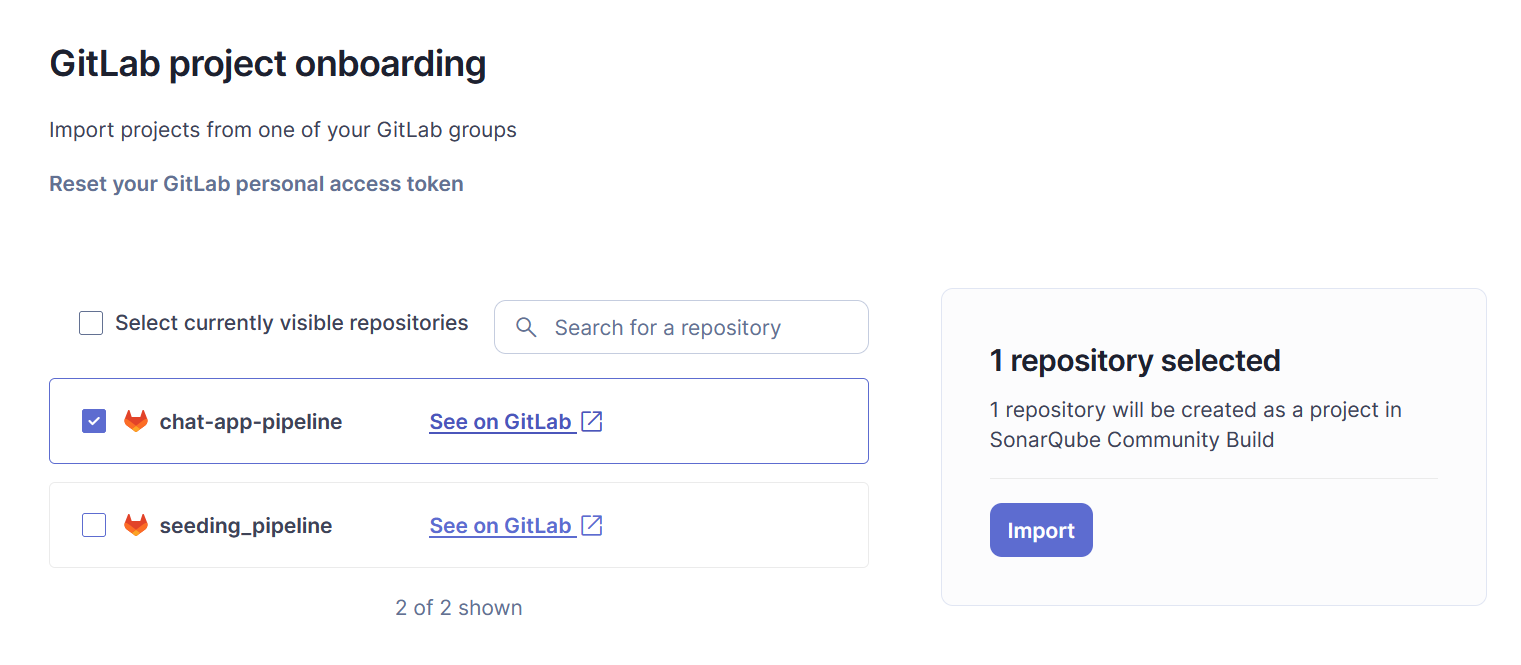 GitLab project onboarding
Import projects from one of your GitLab groups
Reset your GitLab personal access token
Select currently visible repositories
Search for a repository
chat-app-pipeline
See on GitLab
seeding_pipeline
See on GitLab
2 of 2 shown
1 repository selected
1 repository will be created as a project in
SonarQube Community Build
Import